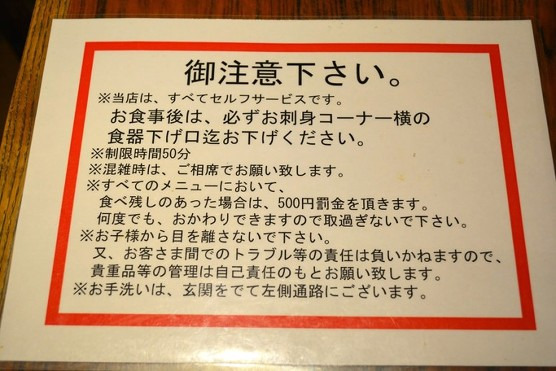 御注意下さい。
※当店は、すべてセルフサービスです。
お食事後は、必ずお刺身コーナー横の
食器下げ口迄お下げください。
※制限時間50分
※混雑時は、ご相席でお願い致します。
※すべてのメニューにおいて、
食べ残しのあった場合は、500円罰金を頂きます。
何度でも、おかわりできますので取過ぎないで下さい。
※お子様から目を離さないで下さい。
又、お客さま間でのトラブル等の責任は負いかねますので、
貴重品等の管理は自己責任のもとお願い致します。
※お手洗いは、玄関をでて左側通路にございます。